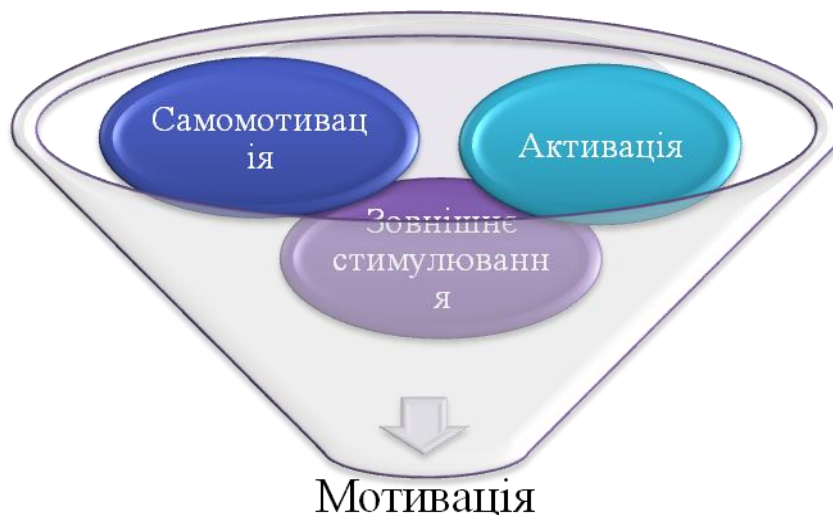 Самомотивац
ія
Активація
Зовнішнє
стимулюванн
я
Мотивація